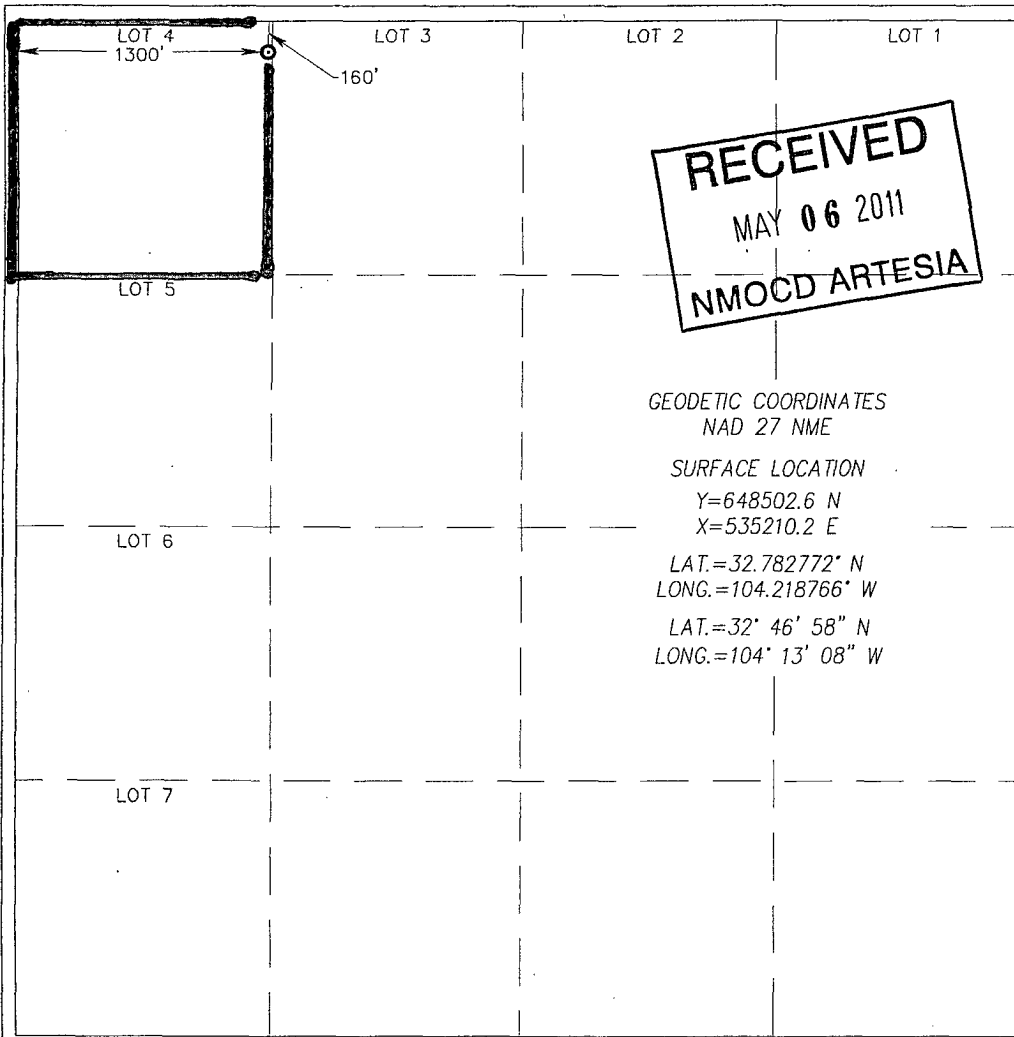 LOT 4
LOT 3
LOT 2
LOT 1
1300'
160'
RECEIVED
MAY 06 2011
NMOCD ARTESIA
LOT 5
GEODETIC COORDINATES
NAD 27 NME
SURFACE LOCATION
Y=648502.6 N
X=535210.2 E
LOT 6
LAT.=32.782772° N
LONG.=104.218766° W
LAT.=32° 46' 58" N
LONG.=104° 13' 08" W
LOT 7